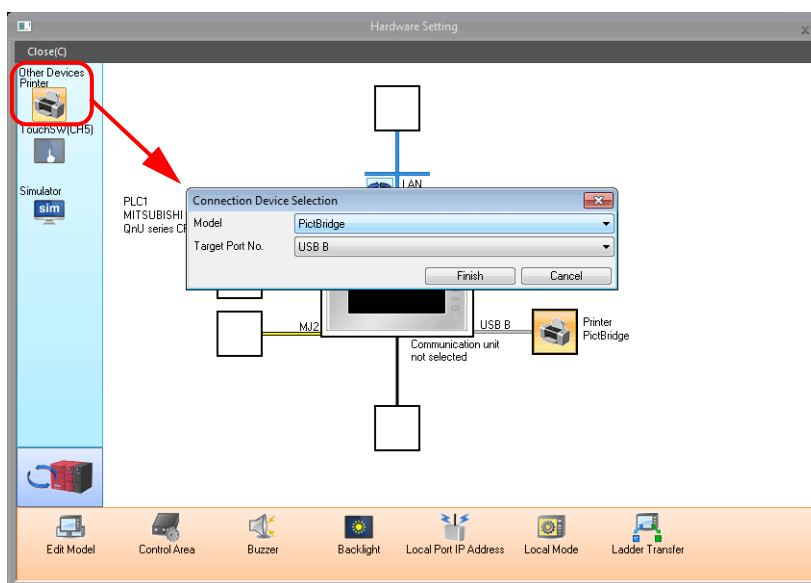 Hardware Setting
Close(C)
Other Devices
Printer
TouchSW(CH5)
Simulator
sim
PLC1
MITSUBISHI
QnU series
LAN
Connection Device Selection
Model
PictBridge
Target Port No.
USB B
Finish
Cancel
MJ2
USB B
Printer
PictBridge
Communication unit
not selected
Edit Model
Control Area
Buzzer
Backlight
Local Port IP Address
Local Mode
Ladder Transfer